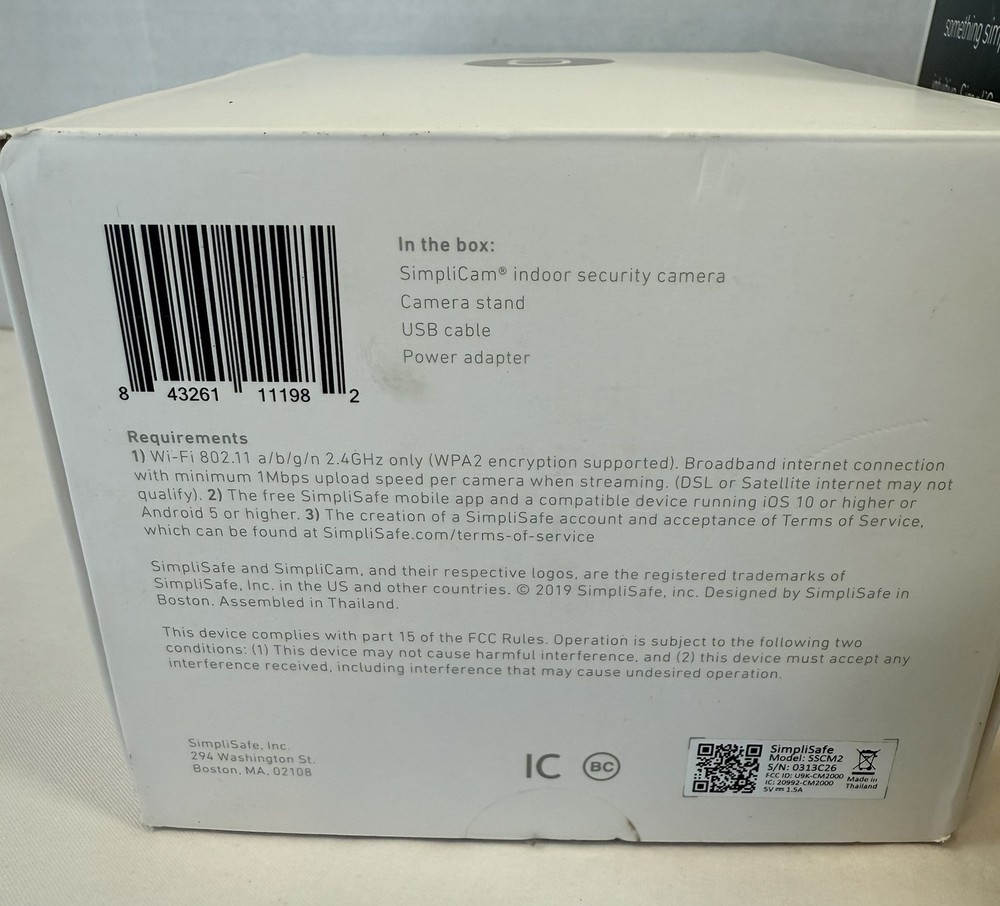 something sim
In the box:
SimpliCam® indoor security camera
Camera stand
USB cable
Power adapter
8 43261 11198 2
Requirements
1) Wi-Fi 802.11 a/b/g/n 2.4GHz only (WPA2 encryption supported). Broadband internet connection
with minimum 1Mbps upload speed per camera when streaming. (DSL or Satellite internet may not
qualify). 2) The free SimpliSafe mobile app and a compatible device running iOS 10 or higher or
Android 5 or higher. 3) The creation of a SimpliSafe account and acceptance of Terms of Service,
which can be found at SimpliSafe.com/terms-of-service
SimpliSafe and SimpliCam, and their respective logos, are the registered trademarks of
SimpliSafe, Inc. in the US and other countries. © 2019 SimpliSafe, inc. Designed by SimpliSafe in
Boston. Assembled in Thailand.
This device complies with part 15 of the FCC Rules. Operation is subject to the following two
conditions: (1) This device may not cause harmful interference, and (2) this device must accept any
interference received, including interference that may cause undesired operation.
SimpliSafe, Inc.
294 Washington St.
Boston, MA, 02108
IC BC
SimpliSafe
Model: SSCM2
S/N: 0313C26
FCC ID: U9K-CM2000
IC: 20992-CM2000
5V⎓1.5A
Made in
Thailand